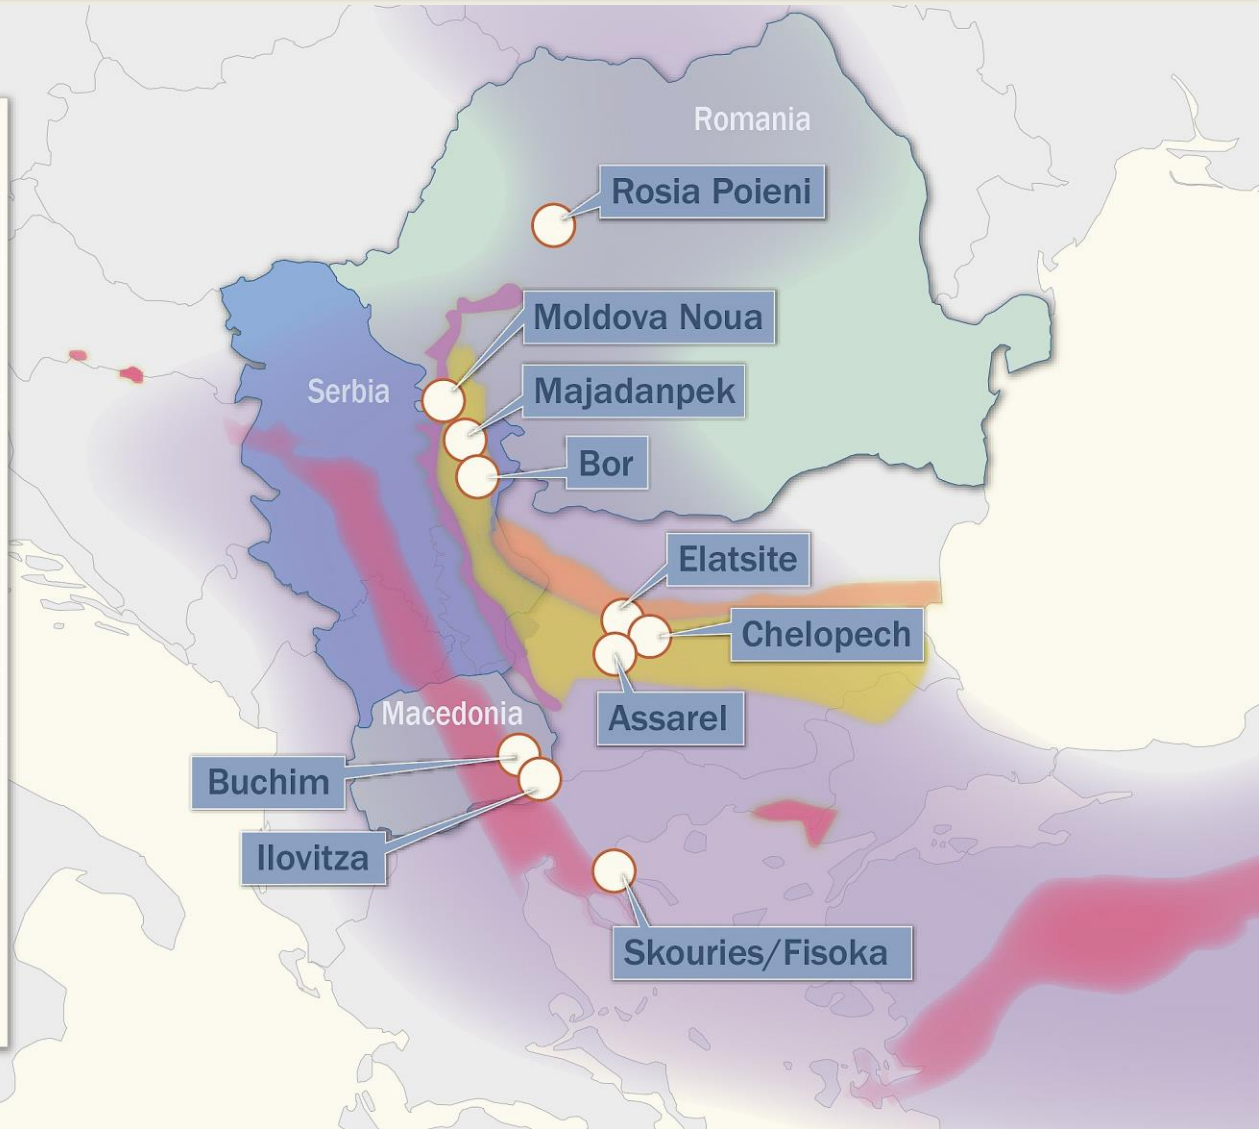 Romania
Rosia Poieni
Moldova Noua
Serbia
Majadanpek
Bor
Elatsite
Chelopech
Macedonia
Assarel
Buchim
Ilovitza
Skouries/Fisoka